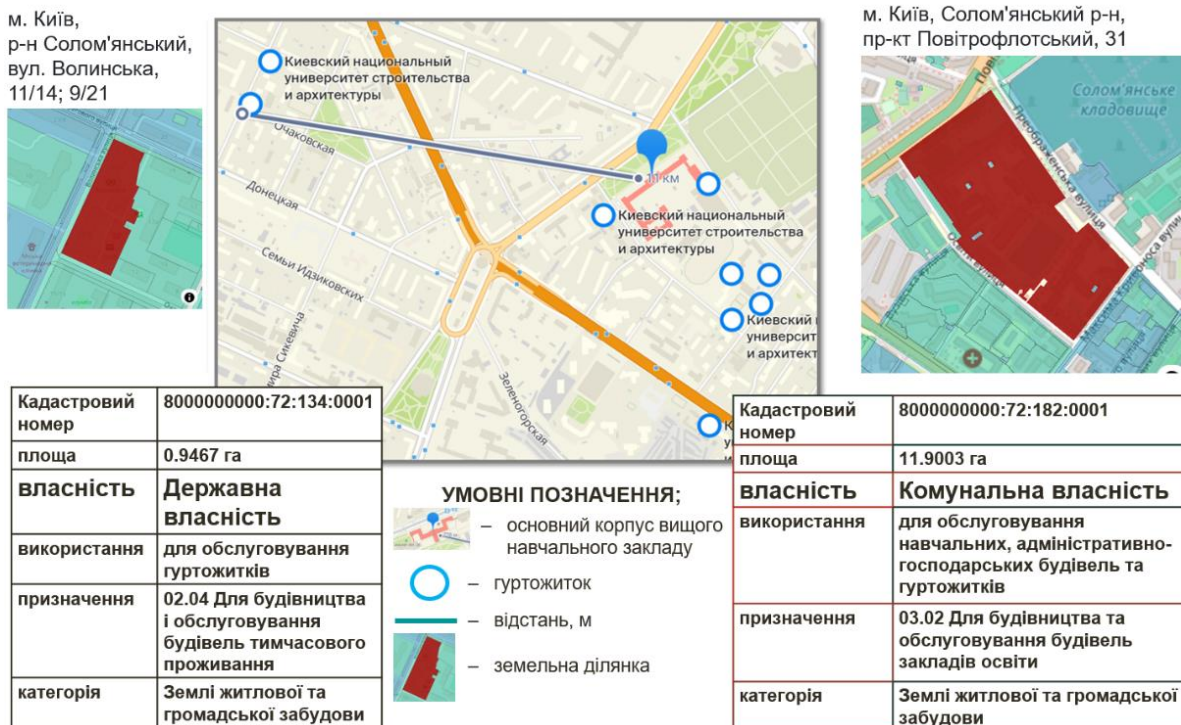 м. Київ,
р-н Солом'янський,
вул. Волинська,
11/14; 9/21
Киевский национальный
университет строительства
и архитектуры
Очаковская
Донецкая
Семьи Идзиковских
мира Сикевича
Зеленогорская
1.1 км
Киевский национальный
университет строительства
и архитектуры
Киевский
университ
и архитект
м. Київ, Солом'янський р-н,
пр-кт Повітрофлотський, 31
Солом'янське
кладовище
Преображенська вулиця
Кадастровий номер 8000000000:72:134:0001
площа 0.9467 га
власність Державна
власність
використання для обслуговування
гуртожитків
призначення 02.04 Для будівництва
і обслуговування
будівель тимчасового
проживання
категорія Землі житлової та
громадської забудови
УМОВНІ ПОЗНАЧЕННЯ;
– основний корпус вищого
навчального закладу
– гуртожиток
– відстань, м
– земельна ділянка
Кадастровий номер 8000000000:72:182:0001
площа 11.9003 га
власність Комунальна власність
використання для обслуговування
навчальних, адміністративно-
господарських будівель та
гуртожитків
призначення 03.02 Для будівництва та
обслуговування будівель
закладів освіти
категорія Землі житлової та громадської
забудови